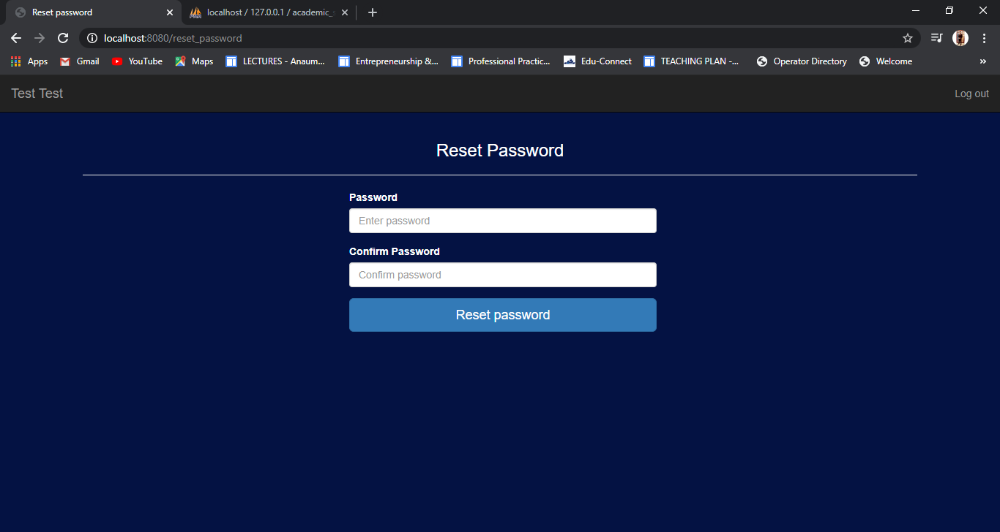 Reset password
localhost / 127.0.0.1 / academic_
localhost:8080/reset_password
Apps Gmail YouTube Maps LECTURES - Anaum... Entrepreneurship &... Professional Practic... Edu-Connect TEACHING PLAN -... Operator Directory Welcome »
Test Test Log out
Reset Password
Password
Enter password
Confirm Password
Confirm password
Reset password